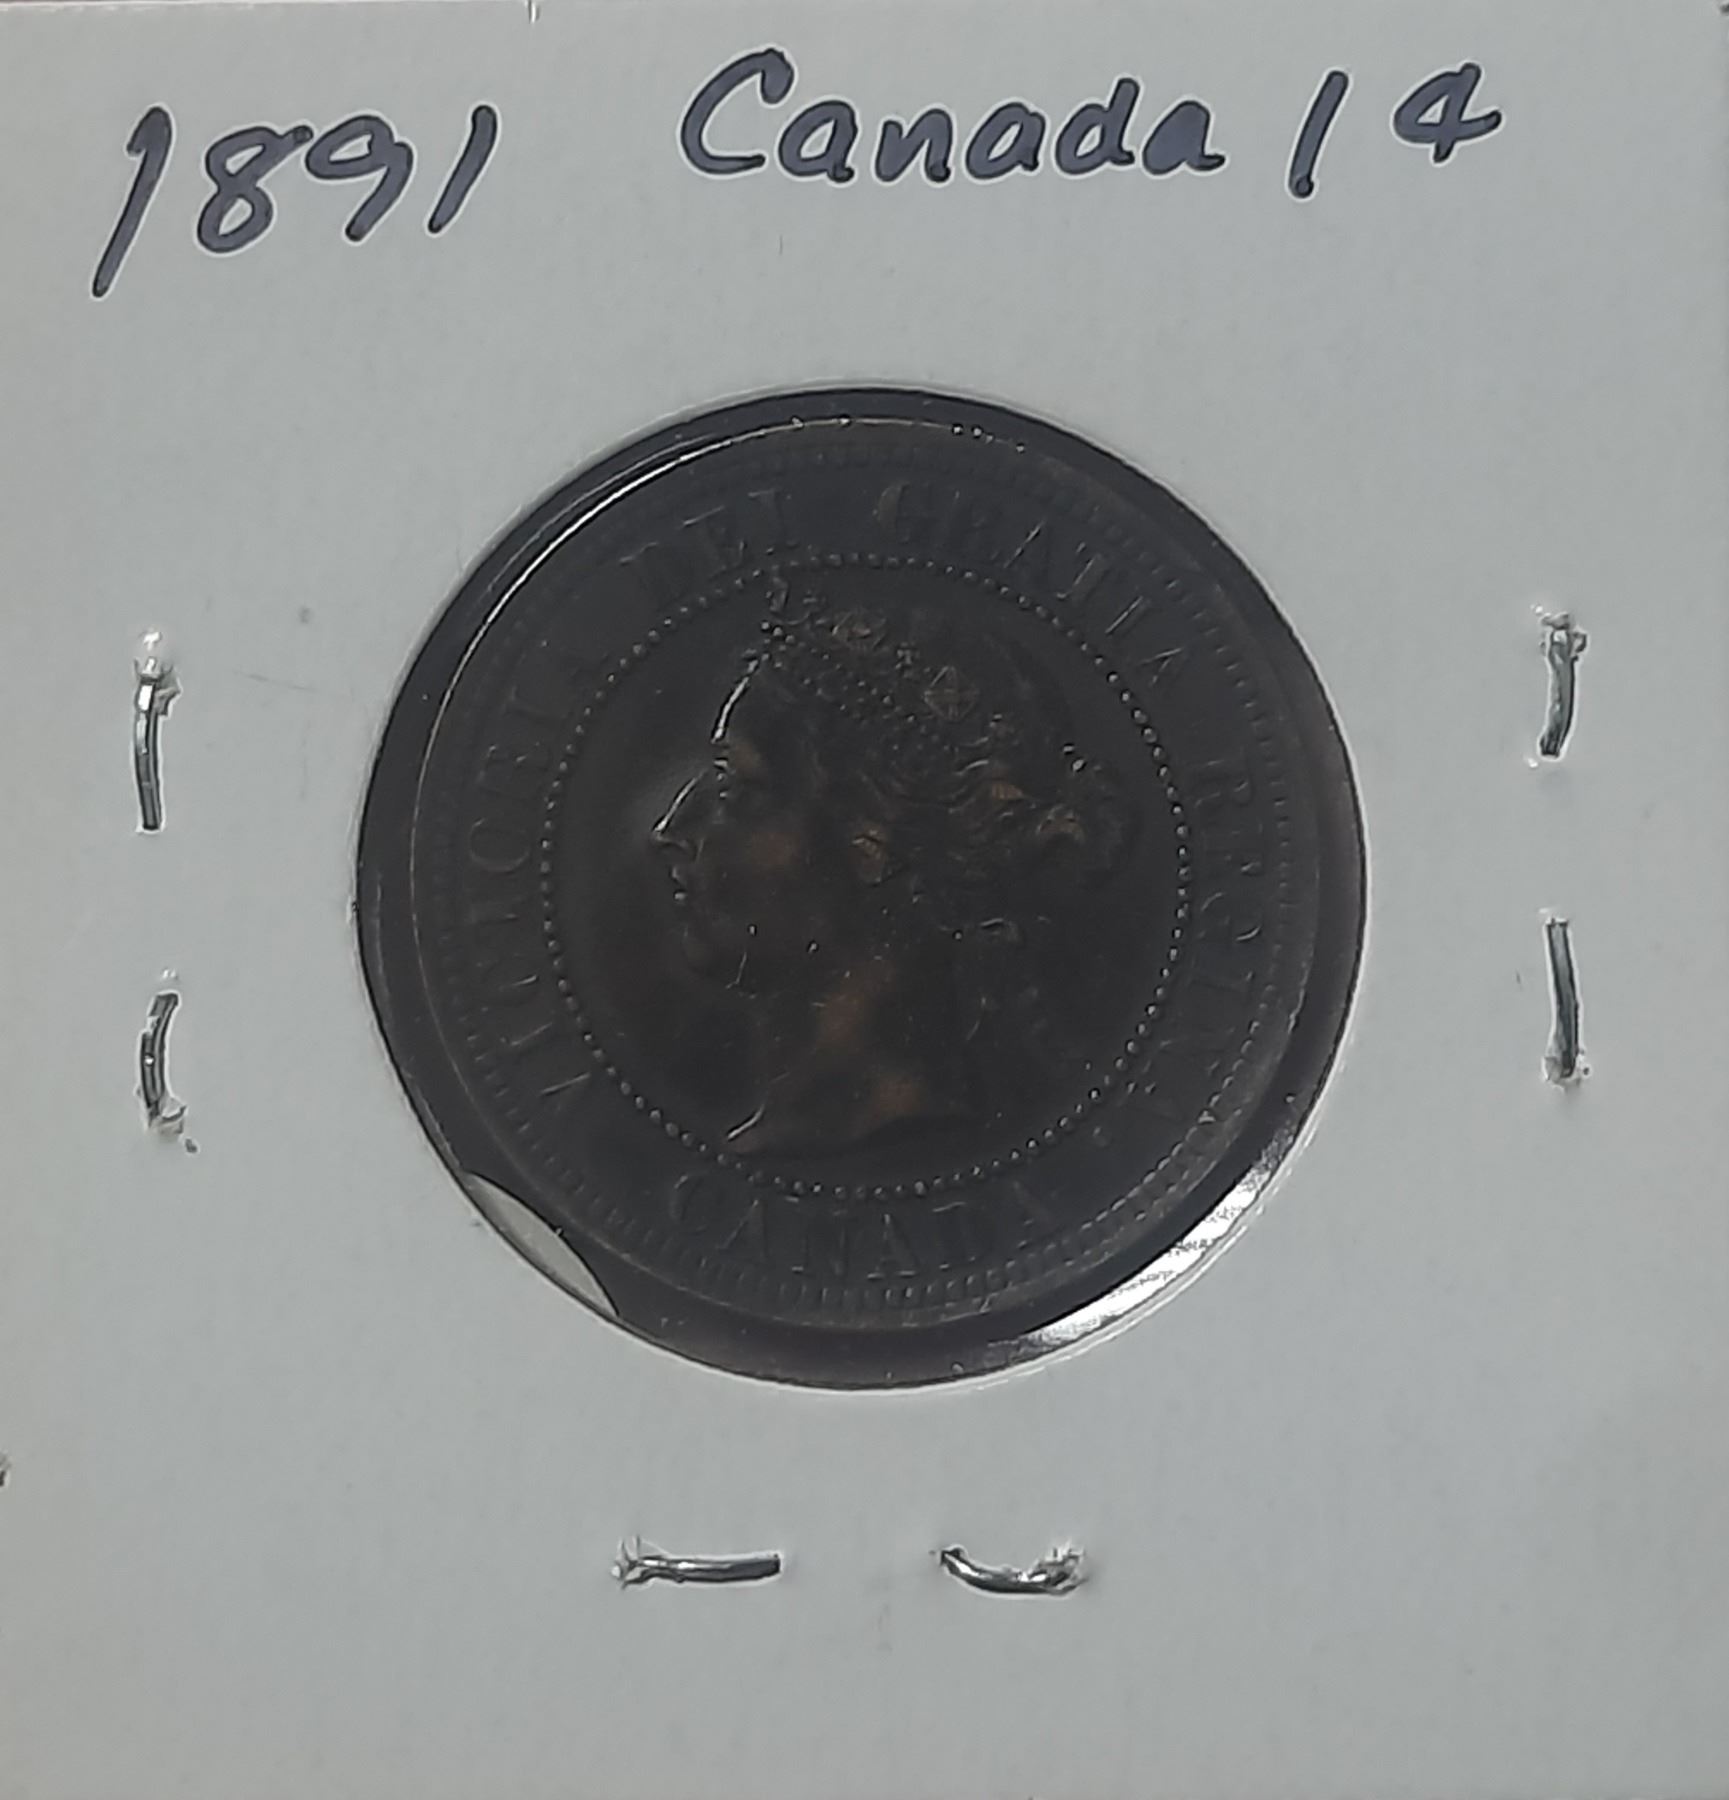 1891 Canada 1¢
VICTORIA DEI GRATIA REGINA.
CANADA